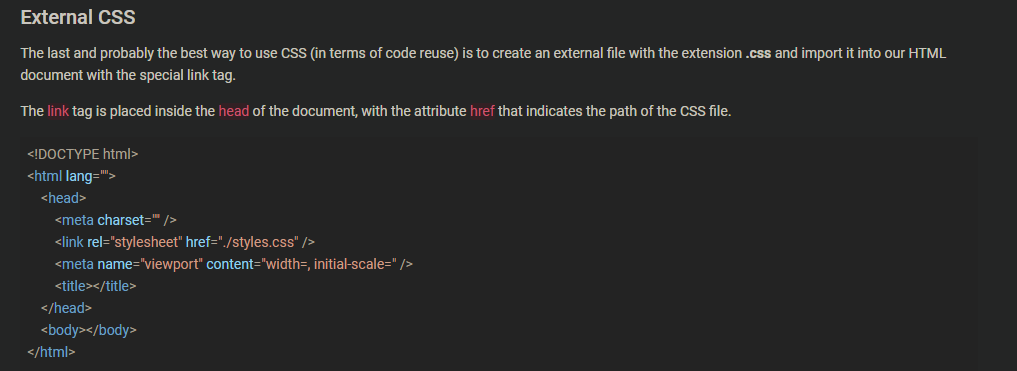 External CSS
The last and probably the best way to use CSS (in terms of code reuse) is to create an external file with the extension .css and import it into our HTML
document with the special link tag.
The link tag is placed inside the head of the document, with the attribute href that indicates the path of the CSS file.
<!DOCTYPE html>
<html lang="">
  <head>
    <meta charset="" />
    <link rel="stylesheet" href="./styles.css" />
    <meta name="viewport" content="width=, initial-scale=" />
    <title></title>
  </head>
  <body></body>
</html>